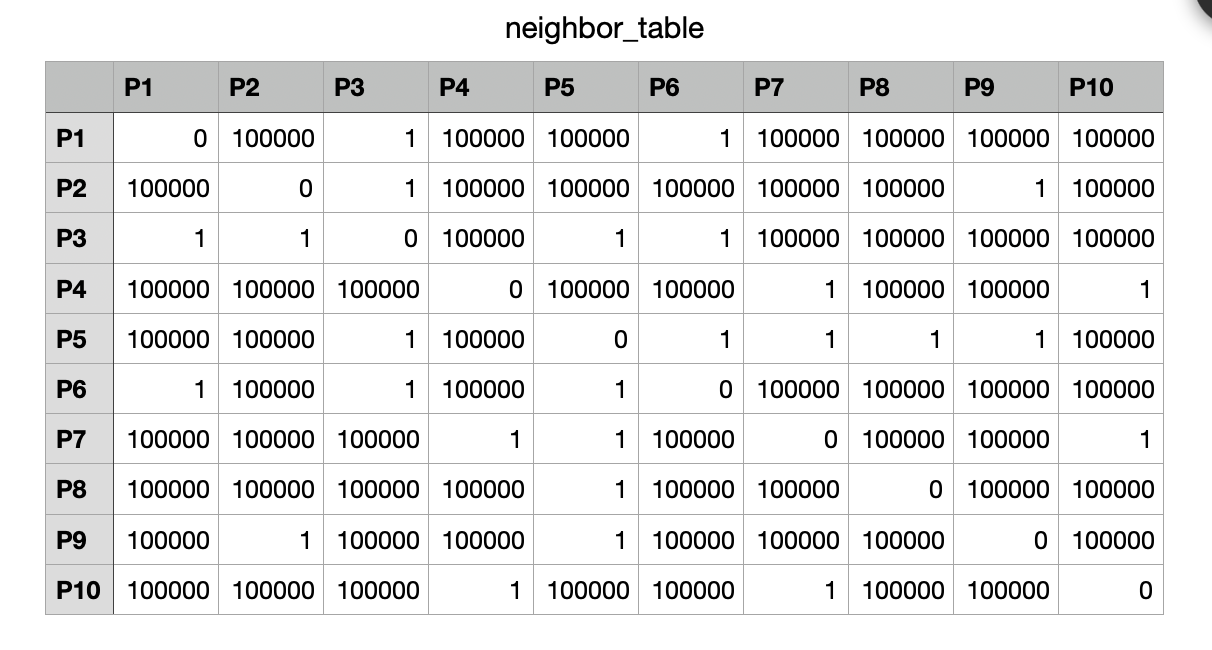 neighbor_table
P1 P2 P3 P4 P5 P6 P7 P8 P9 P10
P1 0 100000 1 100000 100000 1 100000 100000 100000 100000
P2 100000 0 1 100000 100000 100000 100000 100000 1 100000
P3 1 1 0 100000 1 1 100000 100000 100000 100000
P4 100000 100000 100000 0 100000 100000 1 100000 100000 1
P5 100000 100000 1 100000 0 1 1 1 1 100000
P6 1 100000 1 100000 1 0 100000 100000 100000 100000
P7 100000 100000 100000 1 1 100000 0 100000 100000 1
P8 100000 100000 100000 100000 1 100000 100000 0 100000 100000
P9 100000 1 100000 100000 1 100000 100000 100000 0 100000
P10 100000 100000 100000 1 100000 100000 1 100000 100000 0